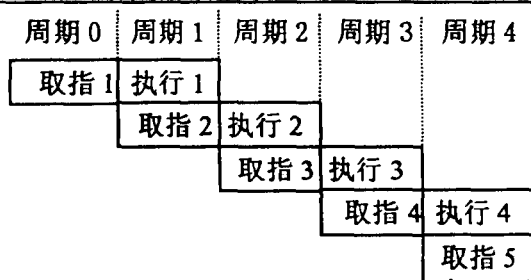 周期 0 周期 1 周期 2 周期 3 周期 4
取指 1 执行 1
取指 2 执行 2
取指 3 执行 3
取指 4 执行 4
取指 5